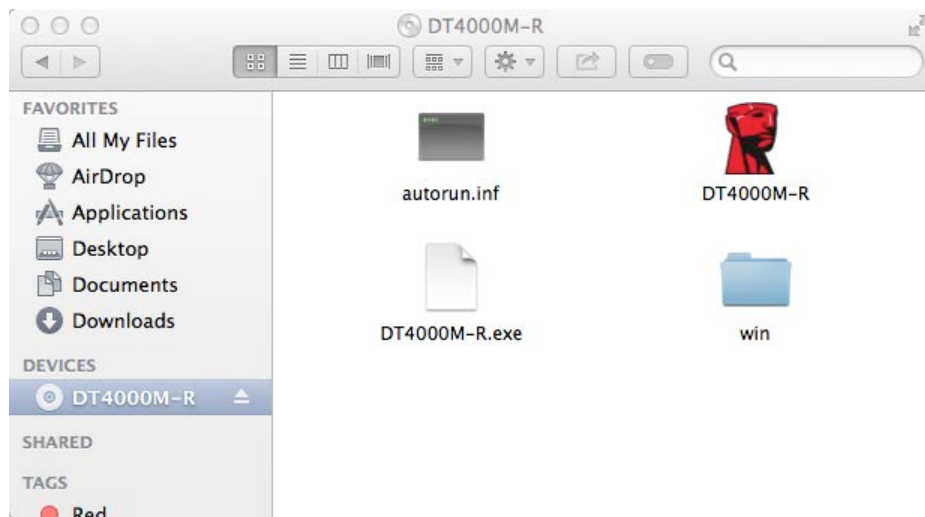 DT4000M-R
FAVORITES
All My Files
AirDrop
Applications
Desktop
Documents
Downloads
DEVICES
DT4000M-R
SHARED
TAGS
Red
autorun.inf
DT4000M-R
DT4000M-R.exe
win